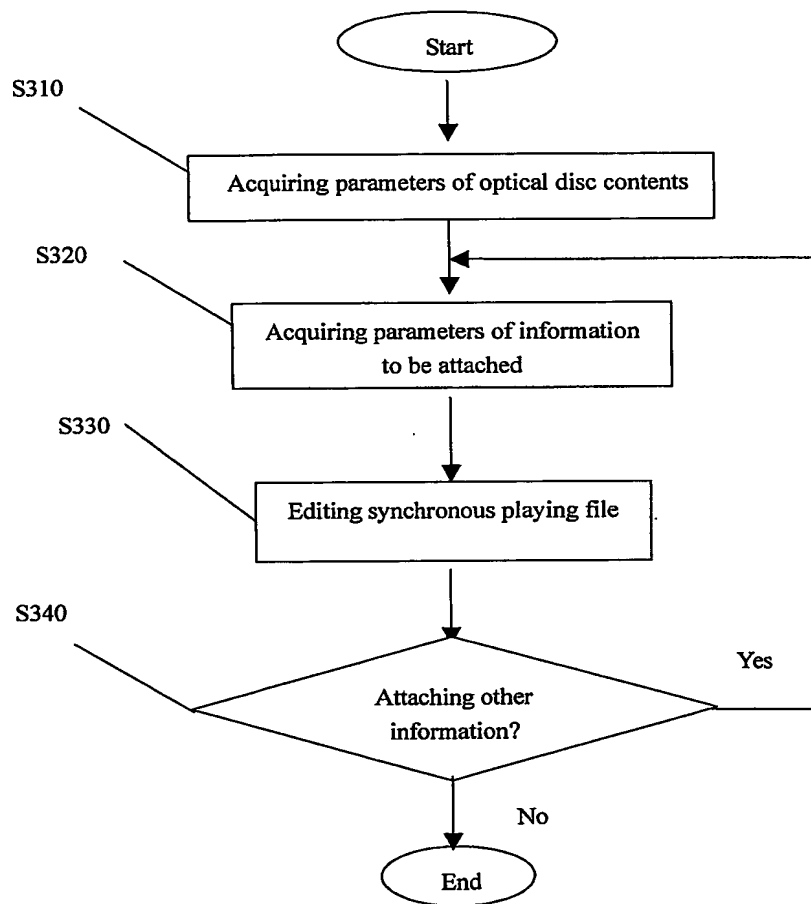 Start
S310
Acquiring parameters of optical disc contents
S320
Acquiring parameters of information
to be attached
S330
Editing synchronous playing file
S340
Yes
Attaching other
information?
No
End